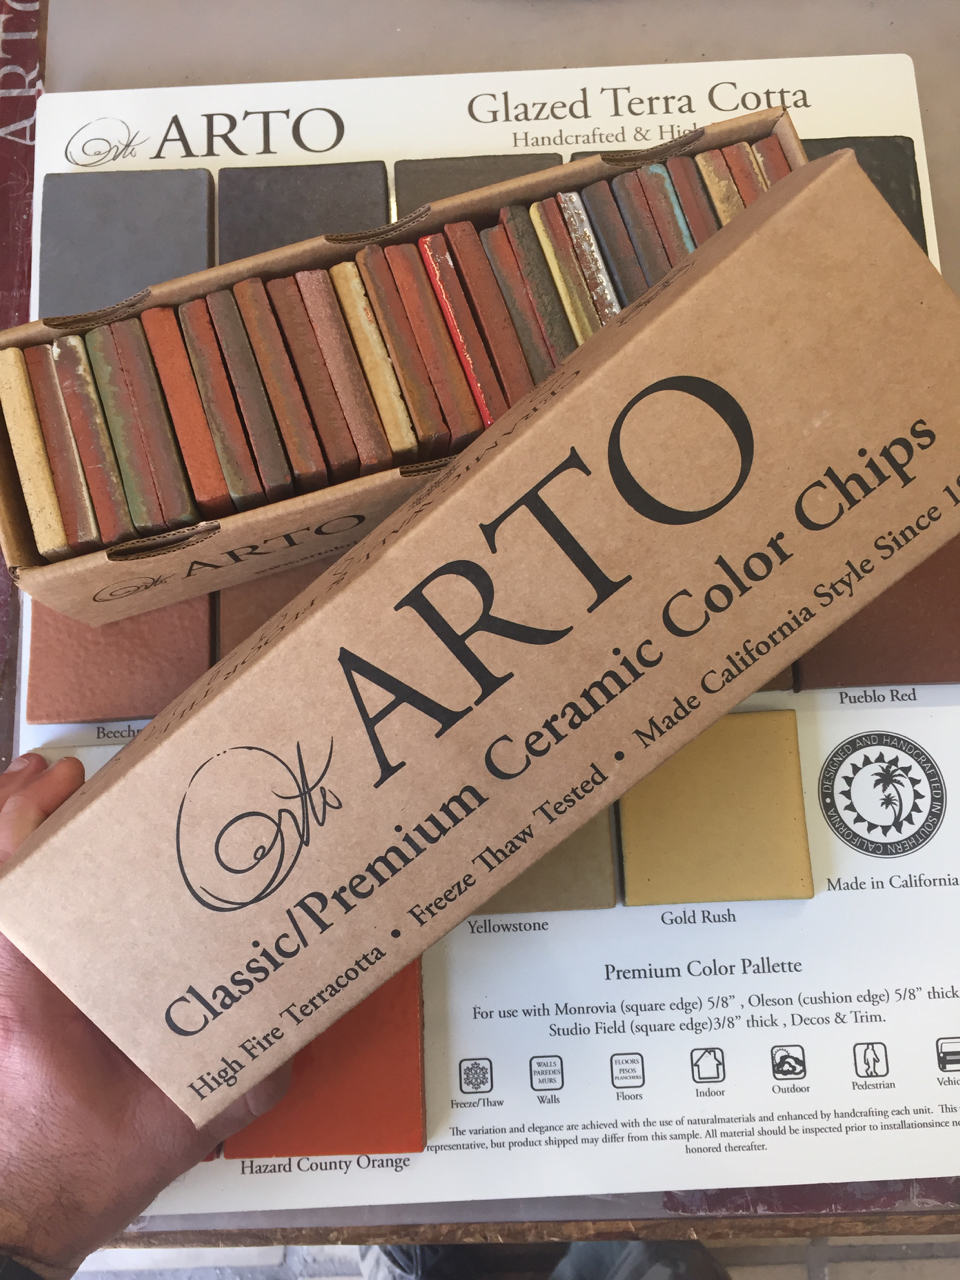 ARTO
Arto ARTO
Glazed Terra Cotta
Handcrafted & High
Arto ARTO
Arto ARTO
Classic/Premium Ceramic Color Chips
High Fire Terracotta • Freeze Thaw Tested • Made California Style Since
Pueblo Red
DESIGNED AND HANDCRAFTED IN SOUTHERN CALIFORNIA •
Made in California
Yellowstone
Gold Rush
Premium Color Pallette
For use with Monrovia (square edge) 5/8" , Oleson (cushion edge) 5/8" thick
Studio Field (square edge)3/8" thick , Decos & Trim.
WALLS
PAREDES
MURS
FLOORS
PISOS
PLANCHERS
Freeze/Thaw
Walls
Floors
Indoor
Outdoor
Pedestrian
The variation and elegance are achieved with the use of naturalmaterials and enhanced by handcrafting each unit. This
representative, but product shipped may differ from this sample. All material should be inspected prior to installationsince no
honored thereafter.
Hazard County Orange